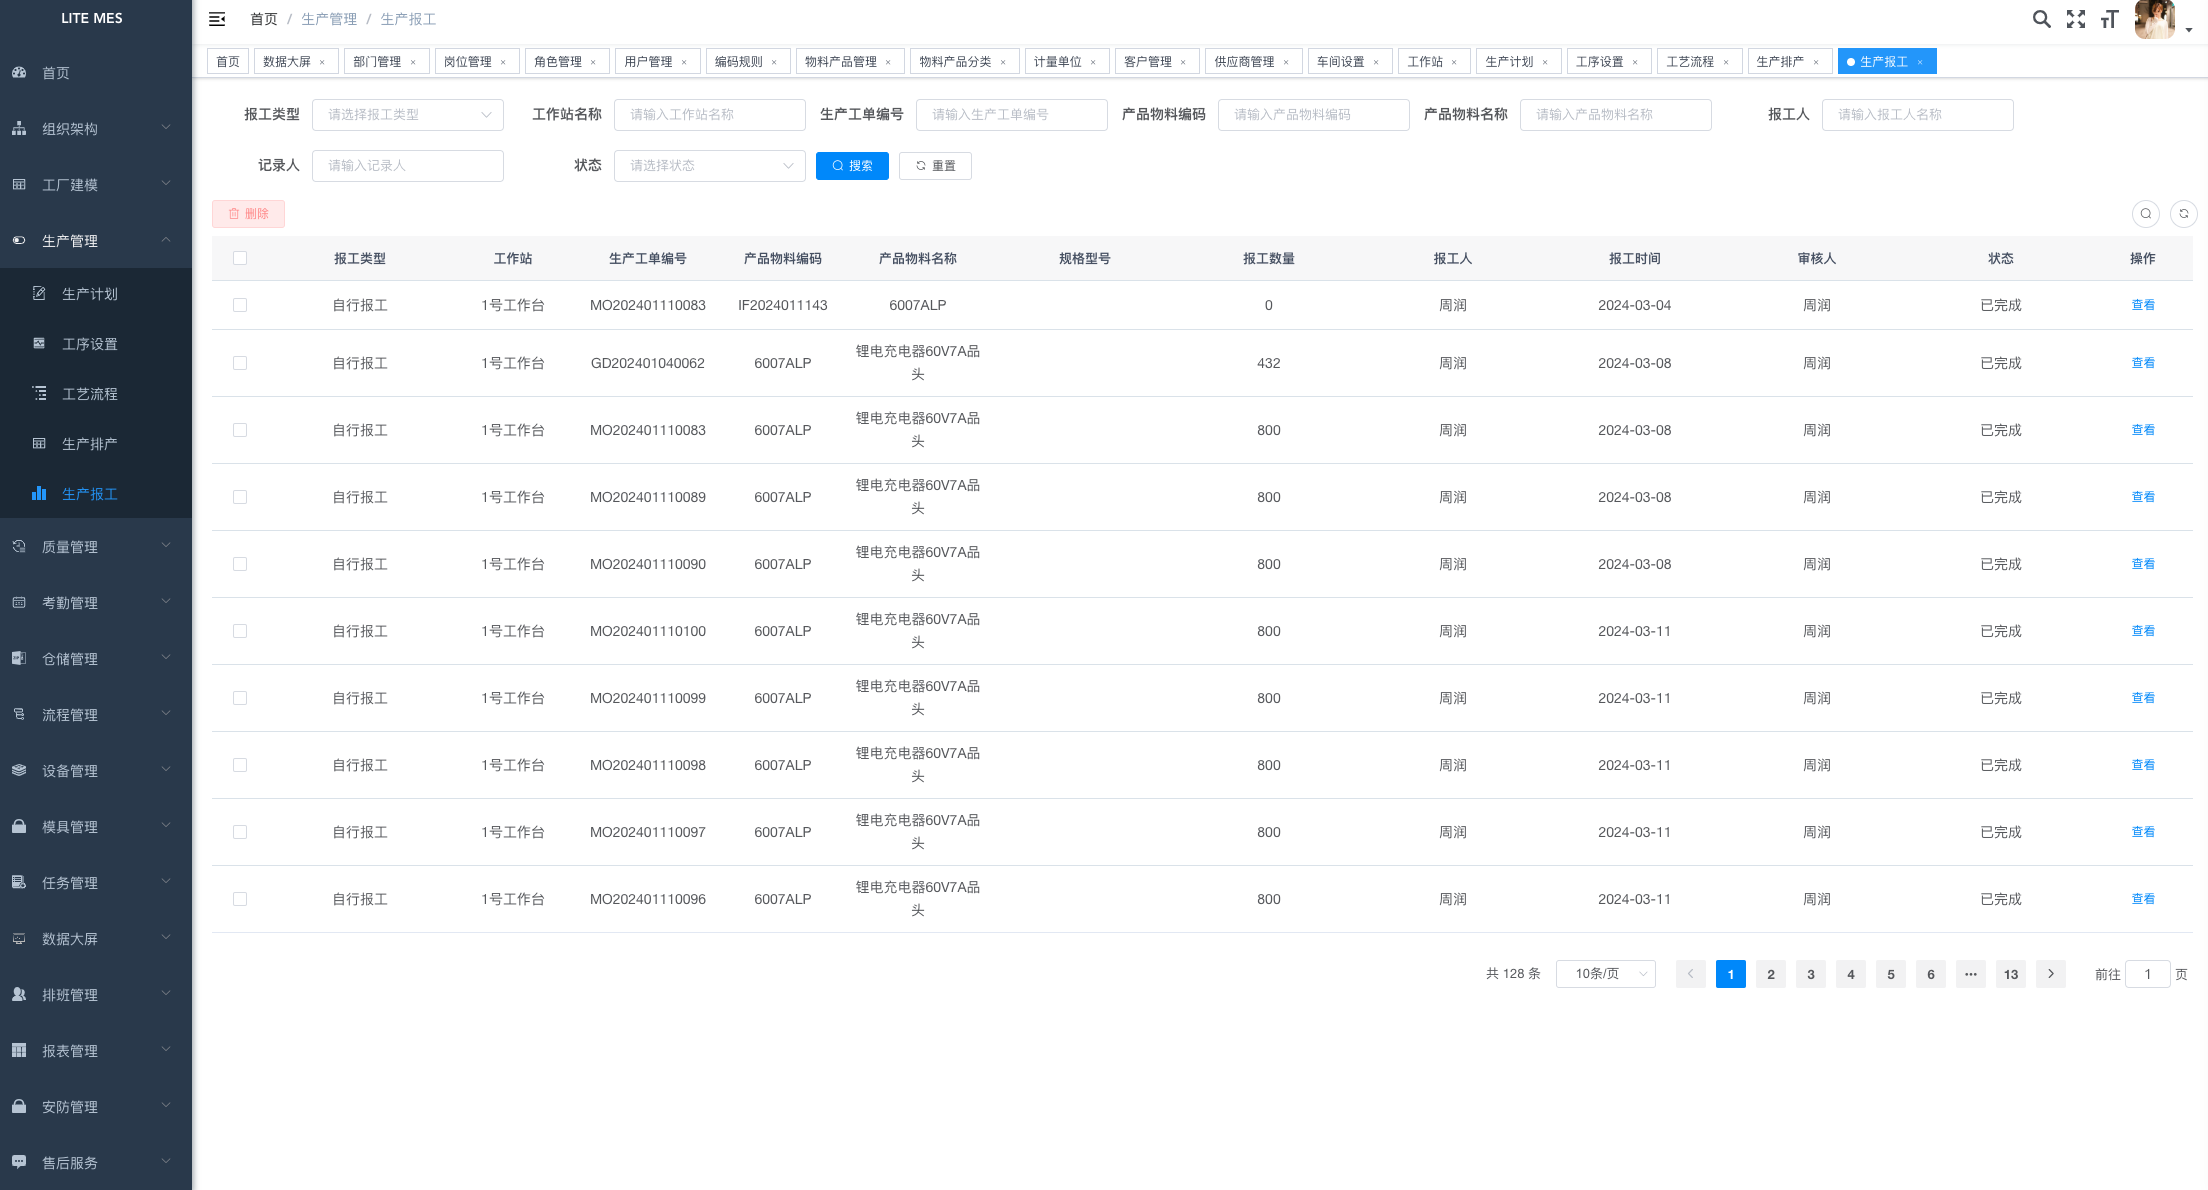 LITE MES
首页
组织架构
工厂建模
生产管理
生产计划
工序设置
工艺流程
生产排产
生产报工
质量管理
考勤管理
仓储管理
流程管理
设备管理
模具管理
任务管理
数据大屏
排班管理
报表管理
安防管理
售后服务
首页 / 生产管理 / 生产报工
首页 数据大屏 × 部门管理 × 岗位管理 × 角色管理 × 用户管理 × 编码规则 × 物料产品管理 × 物料产品分类 × 计量单位 × 客户管理 × 供应商管理 × 车间设置 × 工作站 × 生产计划 × 工序设置 × 工艺流程 × 生产排产 × 生产报工 ×
报工类型 请选择报工类型 工作站名称 请输入工作站名称 生产工单编号 请输入生产工单编号 产品物料编码 请输入产品物料编码 产品物料名称 请输入产品物料名称 报工人 请输入报工人名称
记录人 请输入记录人 状态 请选择状态 搜索 重置
删除
报工类型 工作站 生产工单编号 产品物料编码 产品物料名称 规格型号 报工数量 报工人 报工时间 审核人 状态 操作
自行报工 1号工作台 MO202401110083 IF2024011143 6007ALP 0 周润 2024-03-04 周润 已完成 查看
自行报工 1号工作台 GD202401040062 6007ALP 锂电充电器60V7A品 432 周润 2024-03-08 周润 已完成 查看
头
自行报工 1号工作台 MO202401110083 6007ALP 锂电充电器60V7A品 800 周润 2024-03-08 周润 已完成 查看
头
自行报工 1号工作台 MO202401110089 6007ALP 锂电充电器60V7A品 800 周润 2024-03-08 周润 已完成 查看
头
自行报工 1号工作台 MO202401110090 6007ALP 锂电充电器60V7A品 800 周润 2024-03-08 周润 已完成 查看
头
自行报工 1号工作台 MO202401110100 6007ALP 锂电充电器60V7A品 800 周润 2024-03-11 周润 已完成 查看
头
自行报工 1号工作台 MO202401110099 6007ALP 锂电充电器60V7A品 800 周润 2024-03-11 周润 已完成 查看
头
自行报工 1号工作台 MO202401110098 6007ALP 锂电充电器60V7A品 800 周润 2024-03-11 周润 已完成 查看
头
自行报工 1号工作台 MO202401110097 6007ALP 锂电充电器60V7A品 800 周润 2024-03-11 周润 已完成 查看
头
自行报工 1号工作台 MO202401110096 6007ALP 锂电充电器60V7A品 800 周润 2024-03-11 周润 已完成 查看
头
共 128 条 10条/页 1 2 3 4 5 6 ··· 13 前往 1 页